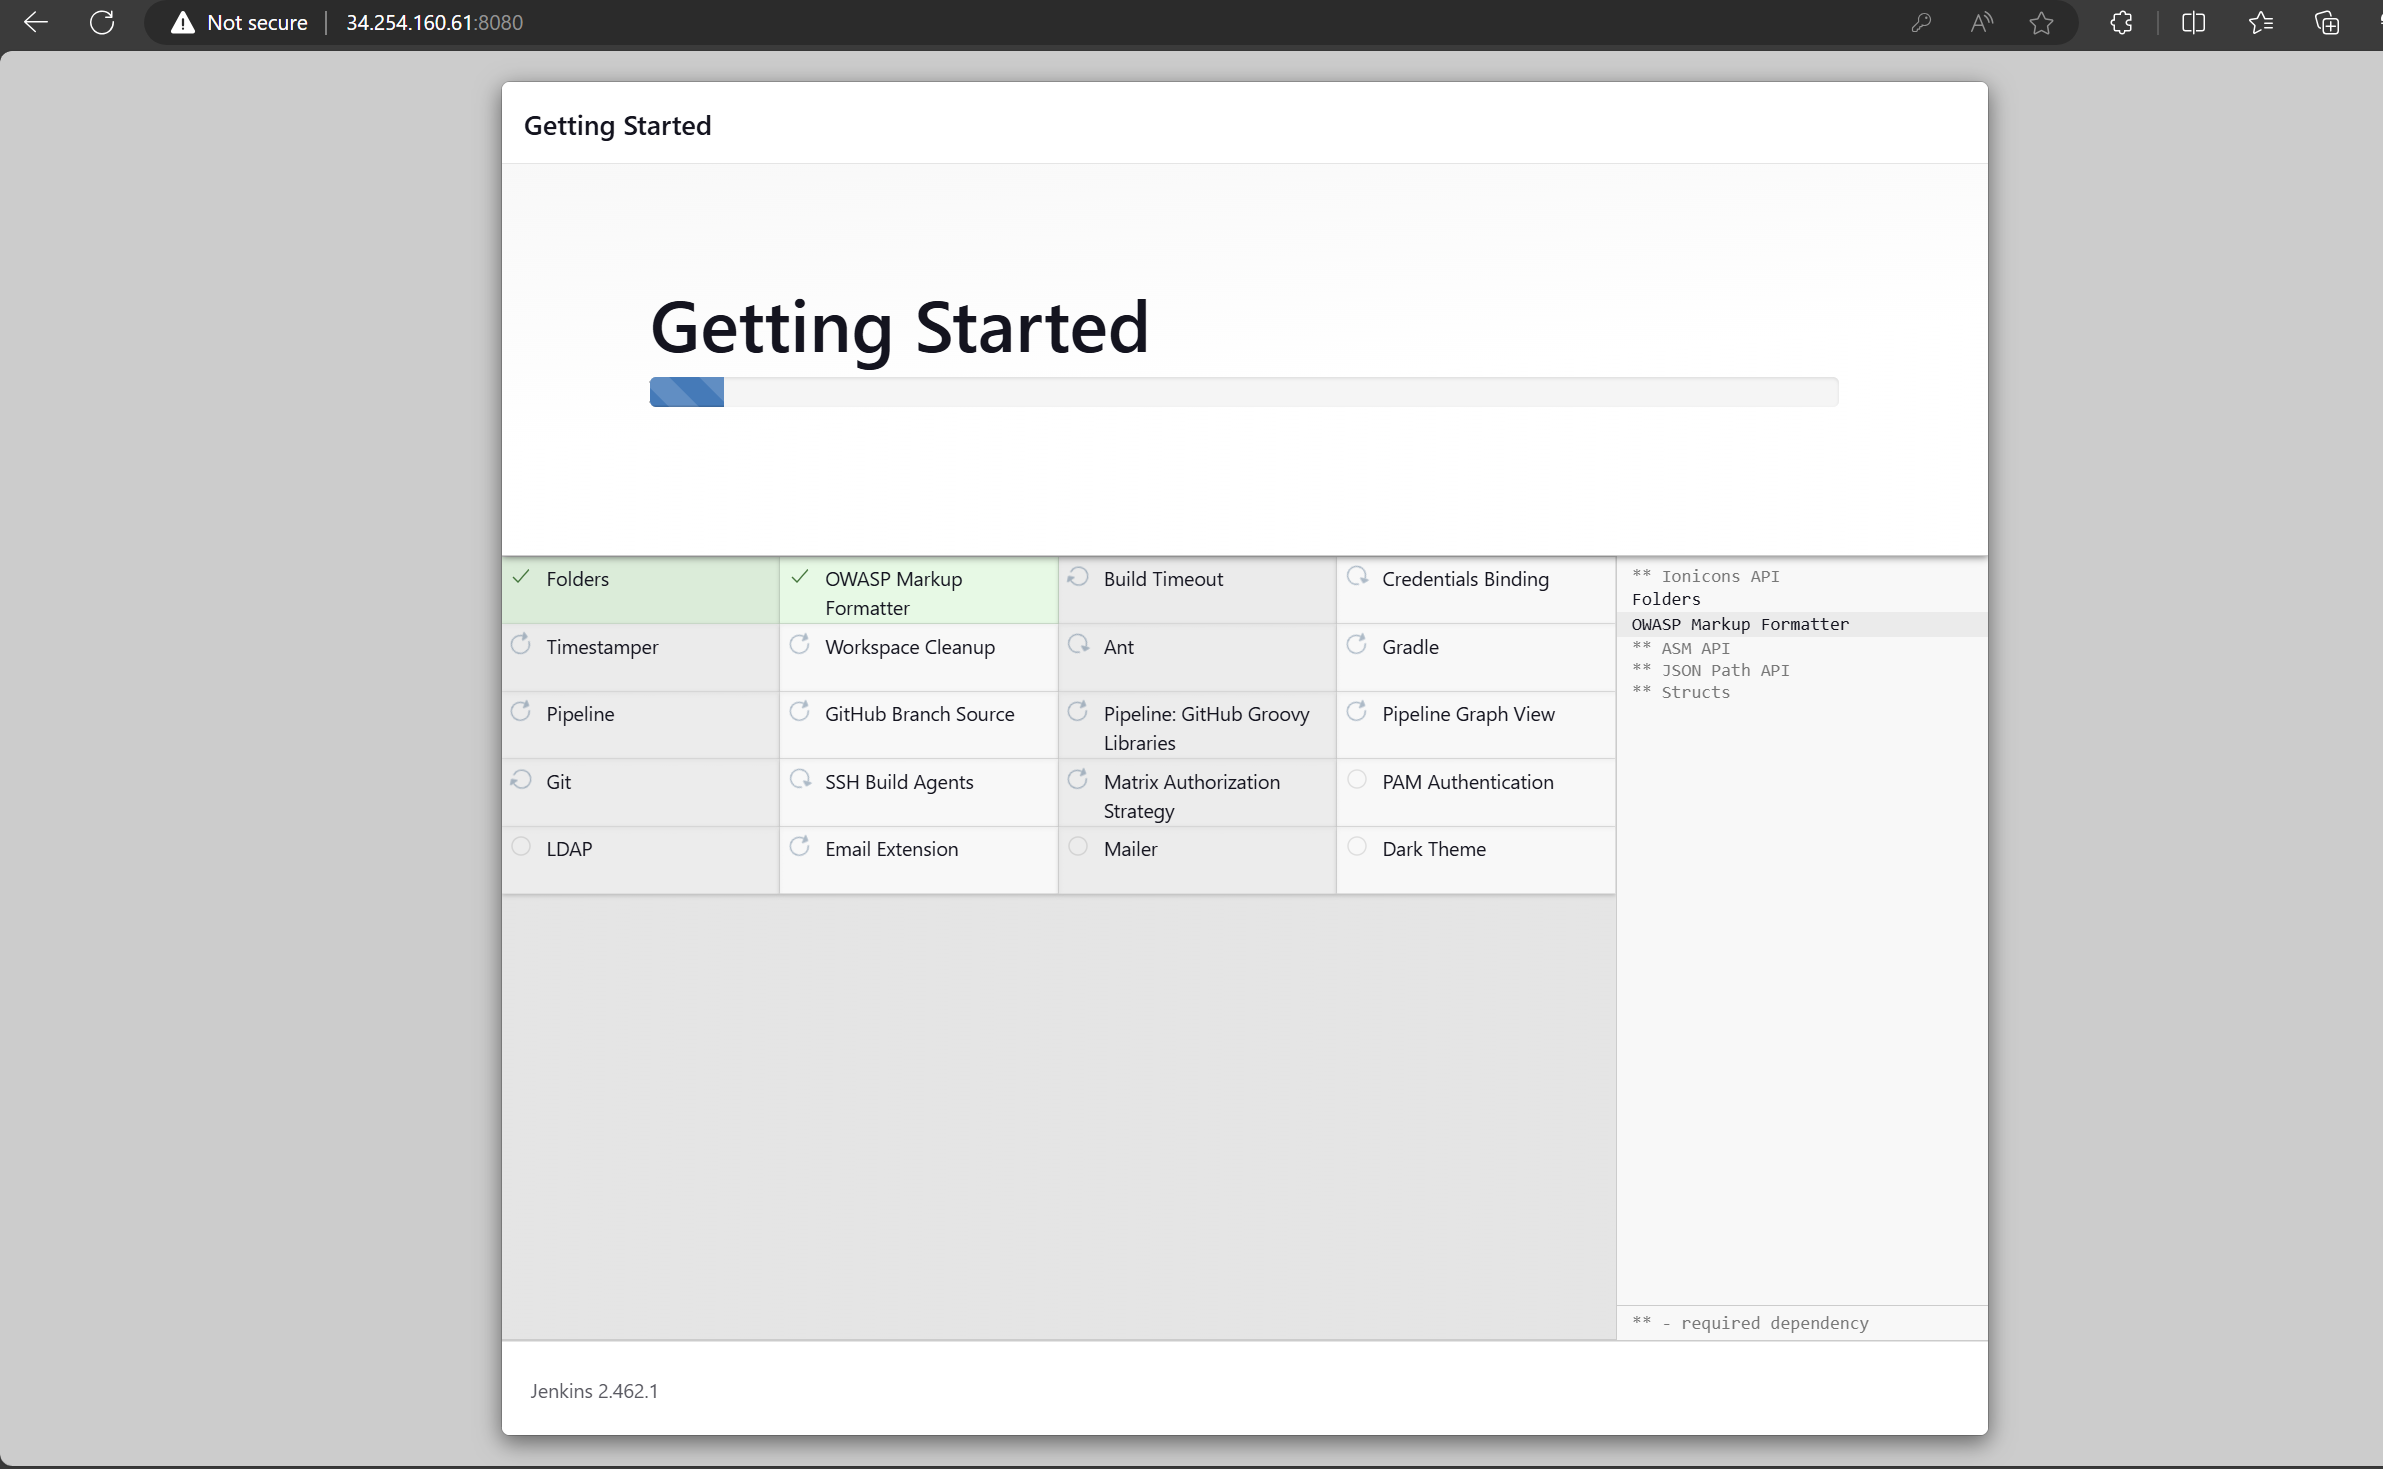 Not secure 34.254.160.61:8080
Getting Started
Getting Started
Folders
OWASP Markup
Formatter
Build Timeout
Credentials Binding
Timestamper
Workspace Cleanup
Ant
Gradle
Pipeline
GitHub Branch Source
Pipeline: GitHub Groovy
Libraries
Pipeline Graph View
Git
SSH Build Agents
Matrix Authorization
Strategy
PAM Authentication
LDAP
Email Extension
Mailer
Dark Theme
** Ionicons API
Folders
OWASP Markup Formatter
** ASM API
** JSON Path API
** Structs
** - required dependency
Jenkins 2.462.1